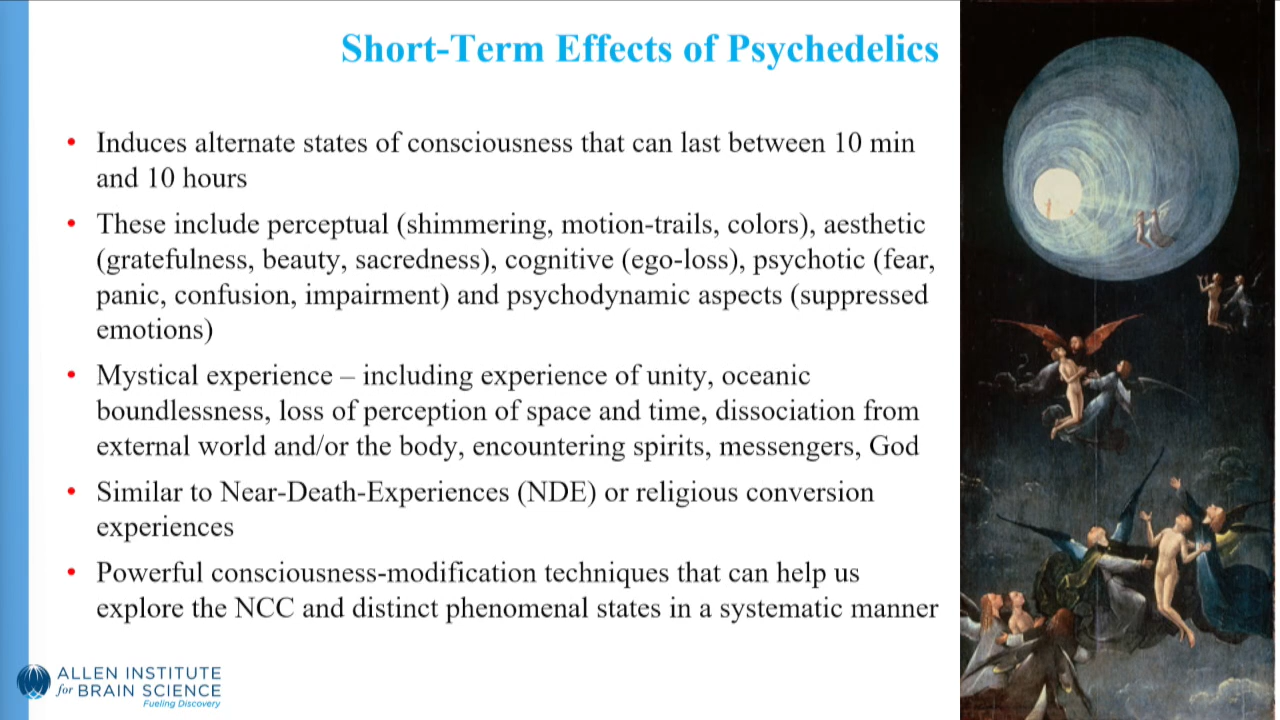 Short-Term Effects of Psychedelics
• Induces alternate states of consciousness that can last between 10 min
and 10 hours
• These include perceptual (shimmering, motion-trails, colors), aesthetic
(gratefulness, beauty, sacredness), cognitive (ego-loss), psychotic (fear,
panic, confusion, impairment) and psychodynamic aspects (suppressed
emotions)
• Mystical experience – including experience of unity, oceanic
boundlessness, loss of perception of space and time, dissociation from
external world and/or the body, encountering spirits, messengers, God
• Similar to Near-Death-Experiences (NDE) or religious conversion
experiences
• Powerful consciousness-modification techniques that can help us
explore the NCC and distinct phenomenal states in a systematic manner
ALLEN INSTITUTE
for BRAIN SCIENCE
Fueling Discovery